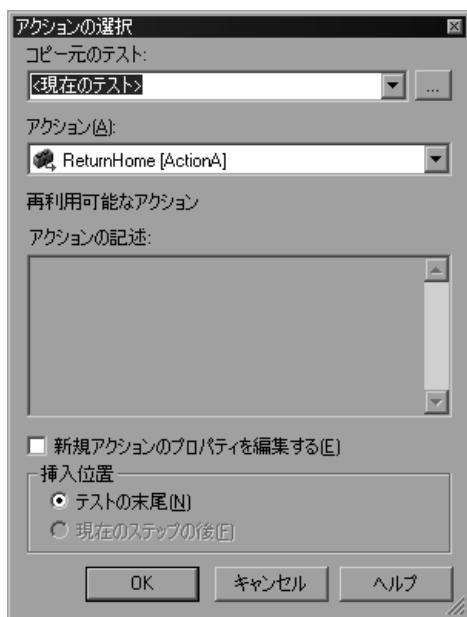 アクションの選択
コピー元のテスト:
<現在のテスト>
...
アクション(A):
ReturnHome [ActionA]
再利用可能なアクション
アクションの記述:
新規アクションのプロパティを編集する(E)
挿入位置
テストの末尾(N)
現在のステップの後(F)
OK キャンセル ヘルプ